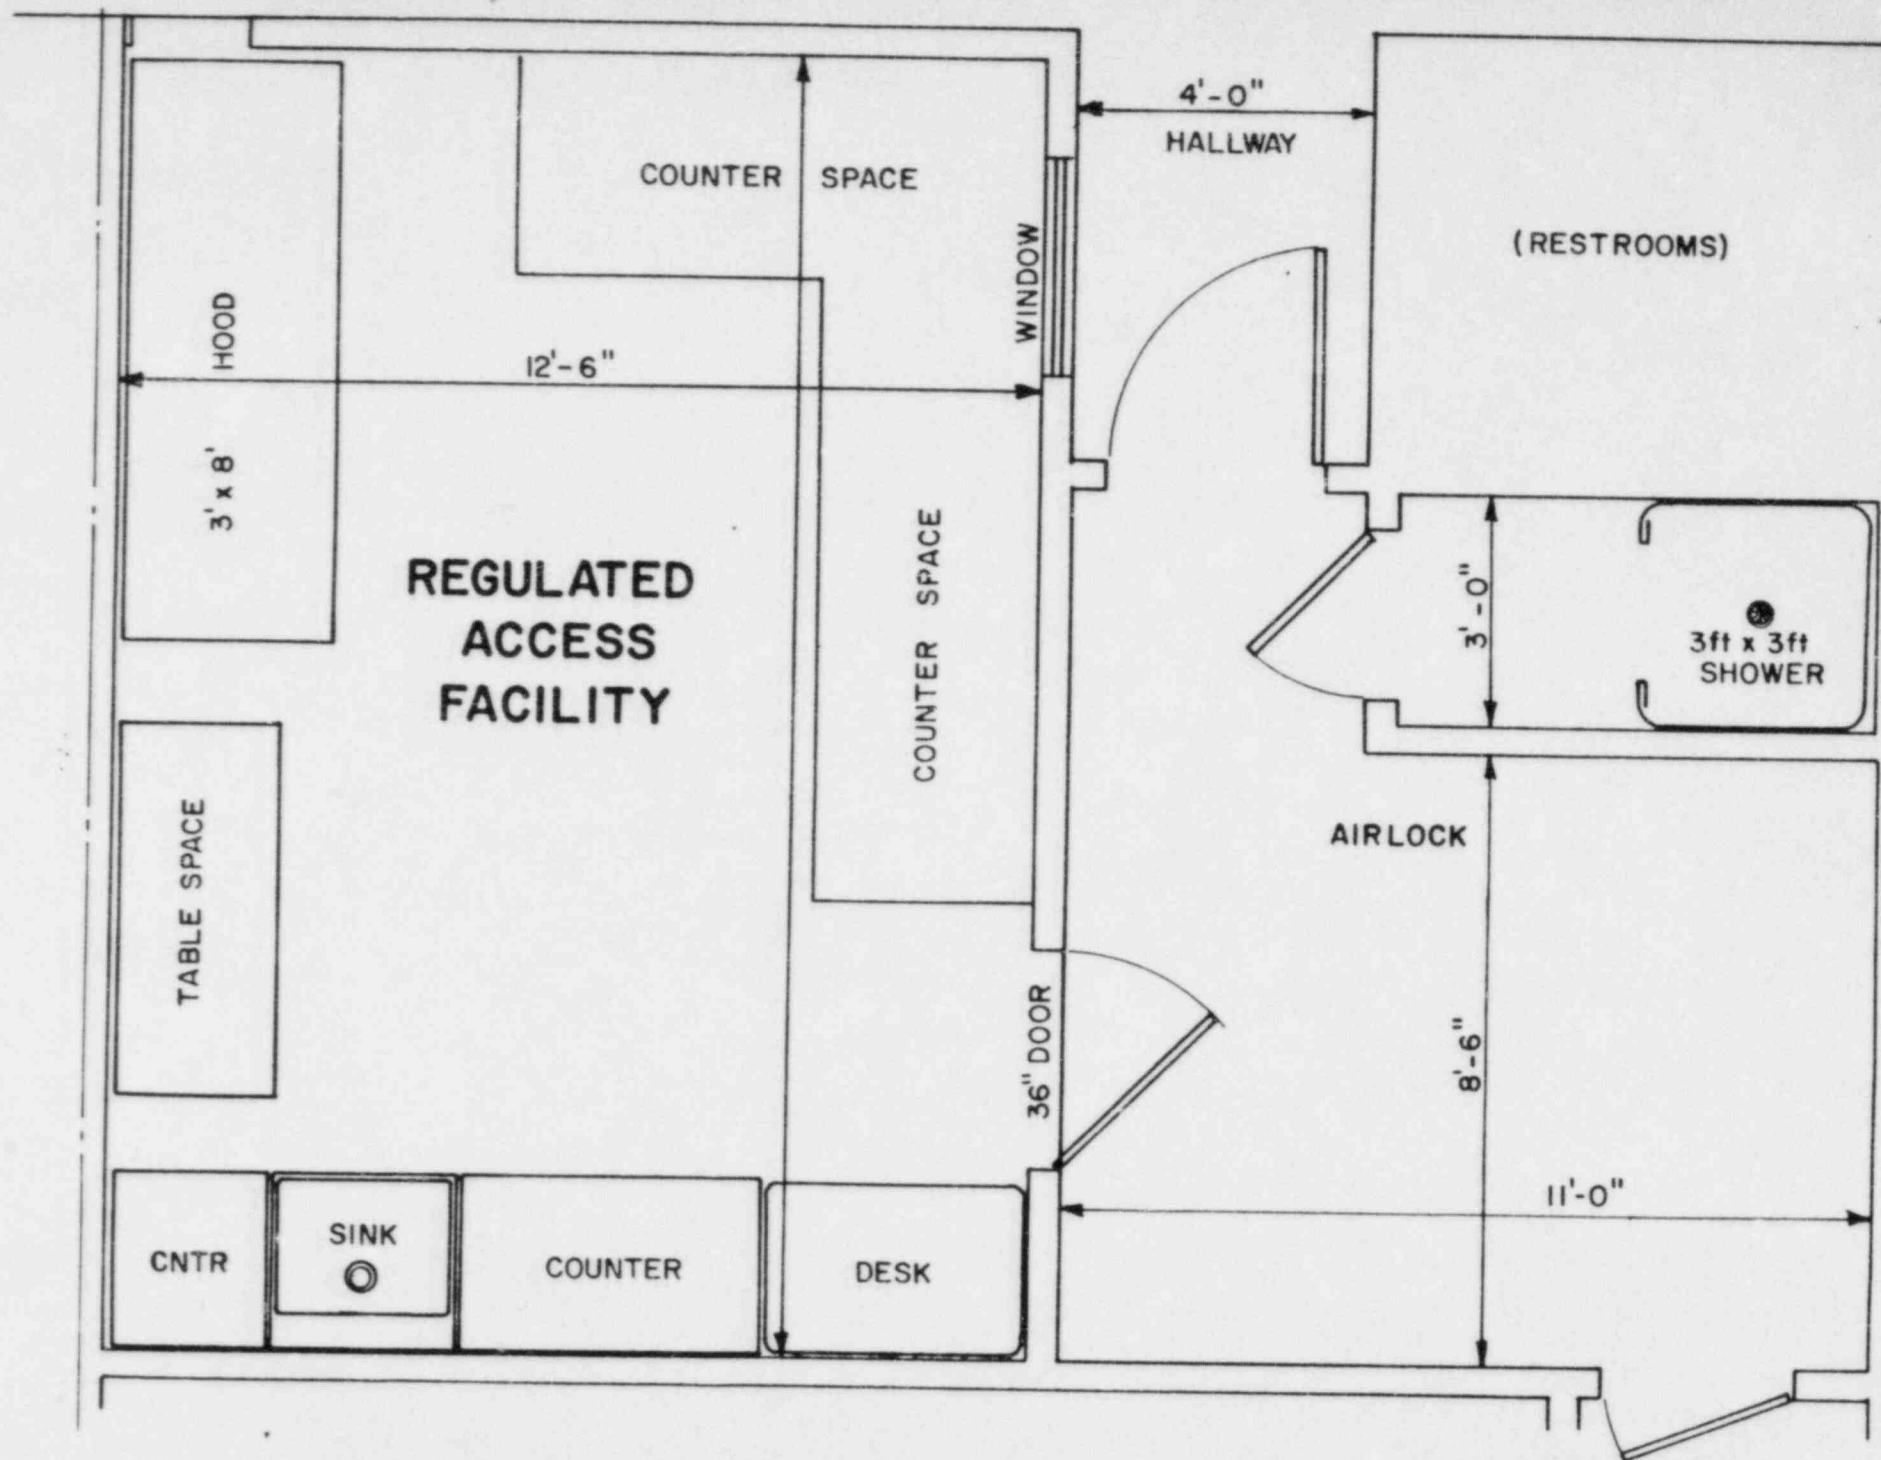 4'-0"
HALLWAY
COUNTER SPACE
(RESTROOMS)
WINDOW
HOOD
3' x 8'
12'-6"
REGULATED
ACCESS
FACILITY
COUNTER SPACE
3'-0"
3ft x 3ft
SHOWER
TABLE SPACE
AIRLOCK
36" DOOR
8'-6"
11'-0"
CNTR
SINK
COUNTER
DESK